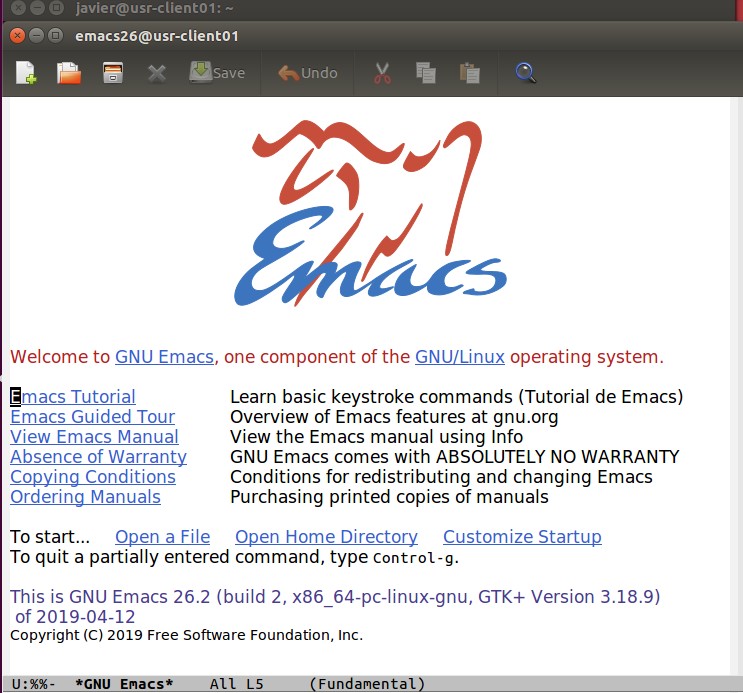 javier@usr-client01: ~
emacs26@usr-client01
Save Undo
Emacs
Welcome to GNU Emacs, one component of the GNU/Linux operating system.
Emacs Tutorial Learn basic keystroke commands (Tutorial de Emacs)
Emacs Guided Tour Overview of Emacs features at gnu.org
View Emacs Manual View the Emacs manual using Info
Absence of Warranty GNU Emacs comes with ABSOLUTELY NO WARRANTY
Copying Conditions Conditions for redistributing and changing Emacs
Ordering Manuals Purchasing printed copies of manuals
To start... Open a File Open Home Directory Customize Startup
To quit a partially entered command, type Control-g.
This is GNU Emacs 26.2 (build 2, x86_64-pc-linux-gnu, GTK+ Version 3.18.9)
of 2019-04-12
Copyright (C) 2019 Free Software Foundation, Inc.
U:%%- *GNU Emacs* All L5 (Fundamental)